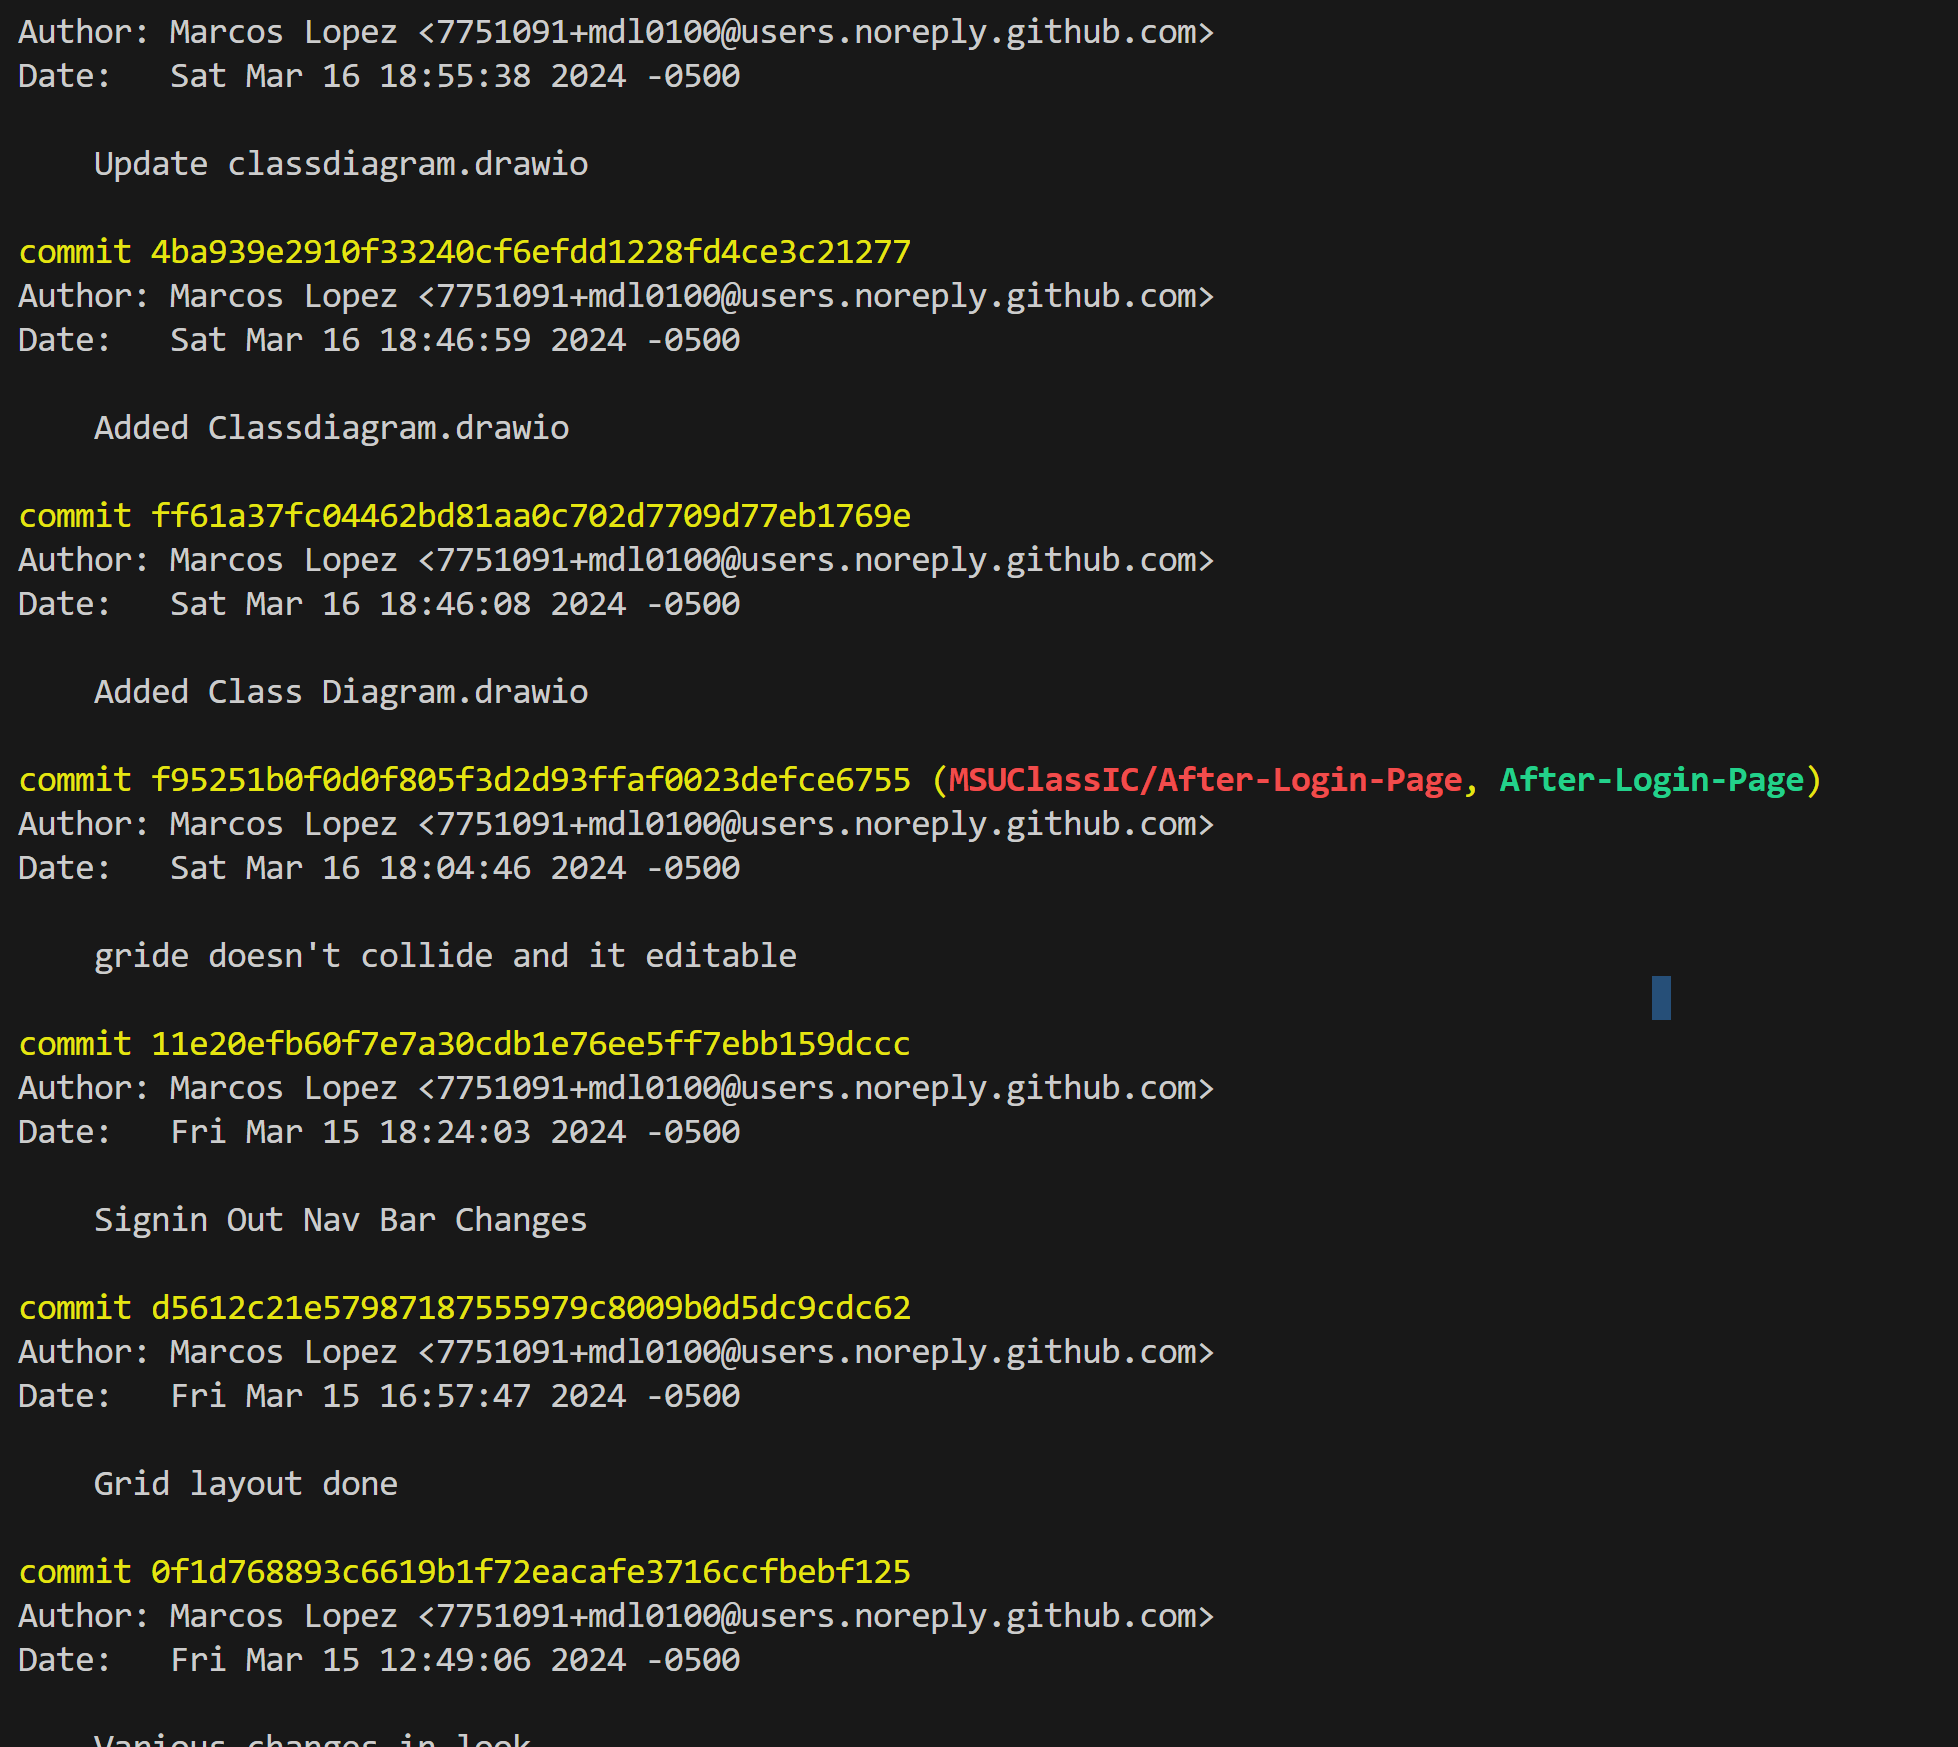 Author: Marcos Lopez <7751091+mdl0100@users.noreply.github.com>
Date:   Sat Mar 16 18:55:38 2024 -0500
Update classdiagram.drawio
commit 4ba939e2910f33240cf6efdd1228fd4ce3c21277
Author: Marcos Lopez <7751091+mdl0100@users.noreply.github.com>
Date:   Sat Mar 16 18:46:59 2024 -0500
Added Classdiagram.drawio
commit ff61a37fc04462bd81aa0c702d7709d77eb1769e
Author: Marcos Lopez <7751091+mdl0100@users.noreply.github.com>
Date:   Sat Mar 16 18:46:08 2024 -0500
Added Class Diagram.drawio
commit f95251b0f0d0f805f3d2d93ffaf0023defce6755 (MSUClassIC/After-Login-Page, After-Login-Page)
Author: Marcos Lopez <7751091+mdl0100@users.noreply.github.com>
Date:   Sat Mar 16 18:04:46 2024 -0500
gride doesn't collide and it editable
commit 11e20efb60f7e7a30cdb1e76ee5ff7ebb159dccc
Author: Marcos Lopez <7751091+mdl0100@users.noreply.github.com>
Date:   Fri Mar 15 18:24:03 2024 -0500
Signin Out Nav Bar Changes
commit d5612c21e57987187555979c8009b0d5dc9cdc62
Author: Marcos Lopez <7751091+mdl0100@users.noreply.github.com>
Date:   Fri Mar 15 16:57:47 2024 -0500
Grid layout done
commit 0f1d768893c6619b1f72eacafe3716ccfbebf125
Author: Marcos Lopez <7751091+mdl0100@users.noreply.github.com>
Date:   Fri Mar 15 12:49:06 2024 -0500
Various changes in look